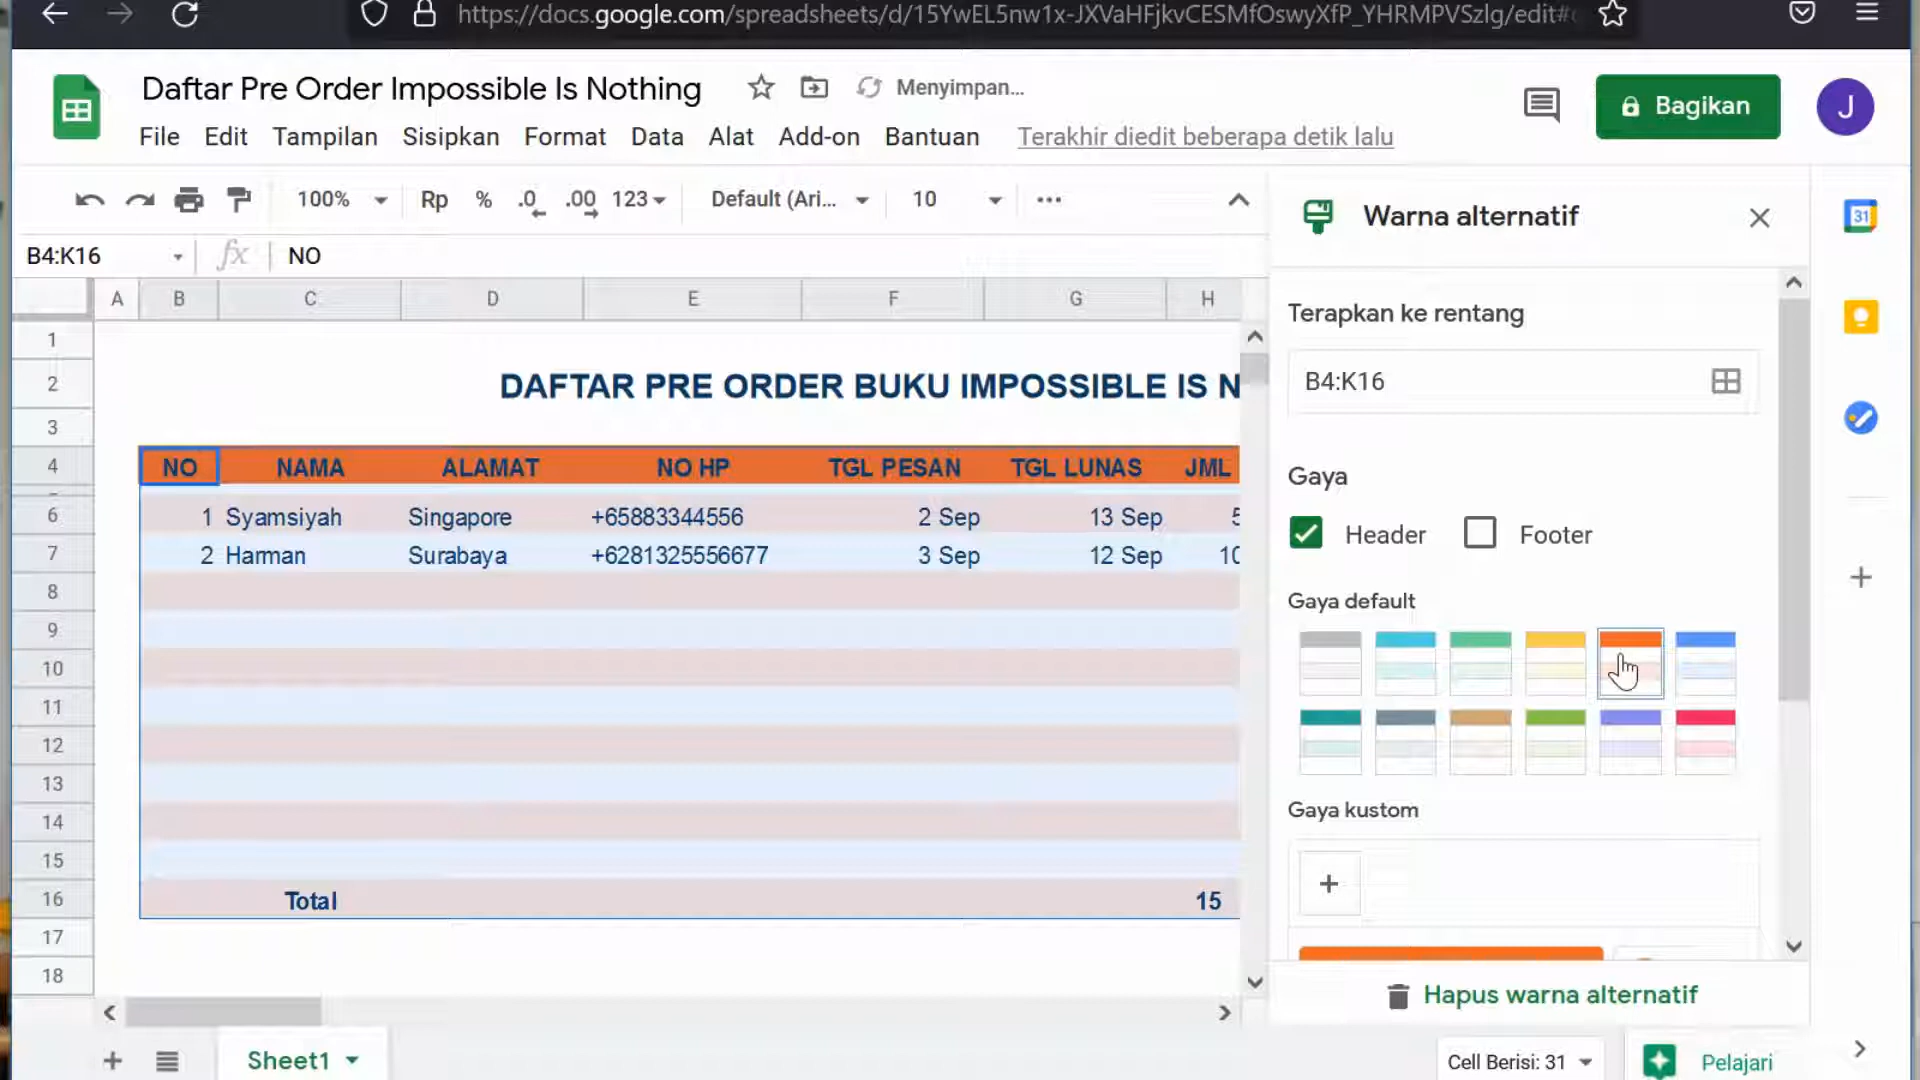 https://docs.google.com/spreadsheets/d/15YwEL5nw1x-JXVaHFjkvCESMfOswyXfP_YHRMPVSzlg/edit#
Daftar Pre Order Impossible Is Nothing
Menyimpan...
Bagikan
J
File Edit Tampilan Sisipkan Format Data Alat Add-on Bantuan Terakhir diedit beberapa detik lalu
100% Rp % .0 .00 123 Default (Ari... 10
Warna alternatif
31
B4:K16 fx NO
A B C D E F G H
Terapkan ke rentang
B4:K16
1
2 DAFTAR PRE ORDER BUKU IMPOSSIBLE IS N
3
4 NO NAMA ALAMAT NO HP TGL PESAN TGL LUNAS JML
6 1 Syamsiyah Singapore +65883344556 2 Sep 13 Sep 5
7 2 Harman Surabaya +6281325556677 3 Sep 12 Sep 10
8
9
10
11
12
13
14
15
16 Total 15
17
18
Gaya
Header Footer
Gaya default
Gaya kustom
Hapus warna alternatif
Sheet1
Cell Berisi: 31
Pelajari